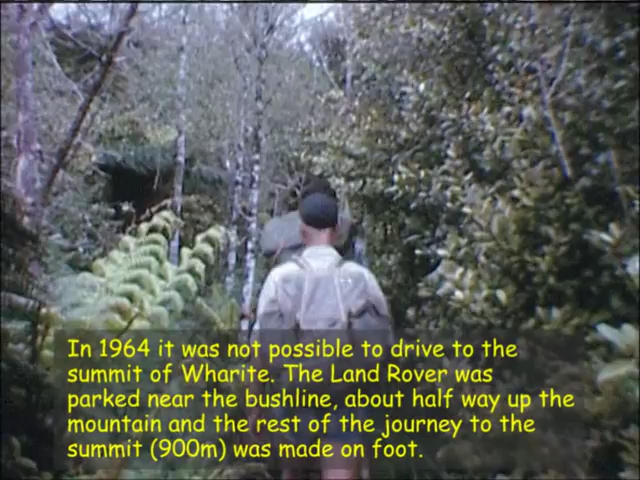 In 1964 it was not possible to drive to the
summit of Wharite. The Land Rover was
parked near the bushline, about half way up the
mountain and the rest of the journey to the
summit (900m) was made on foot.